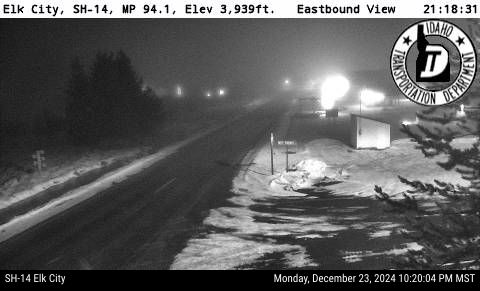 Elk City, SH-14, MP 94.1, Elev 3,939ft.   Eastbound View   21:18:31
IDAHO
TRANSPORTATION DEPARTMENT
SH-14 Elk City   Monday, December 23, 2024 10:20:04 PM MST